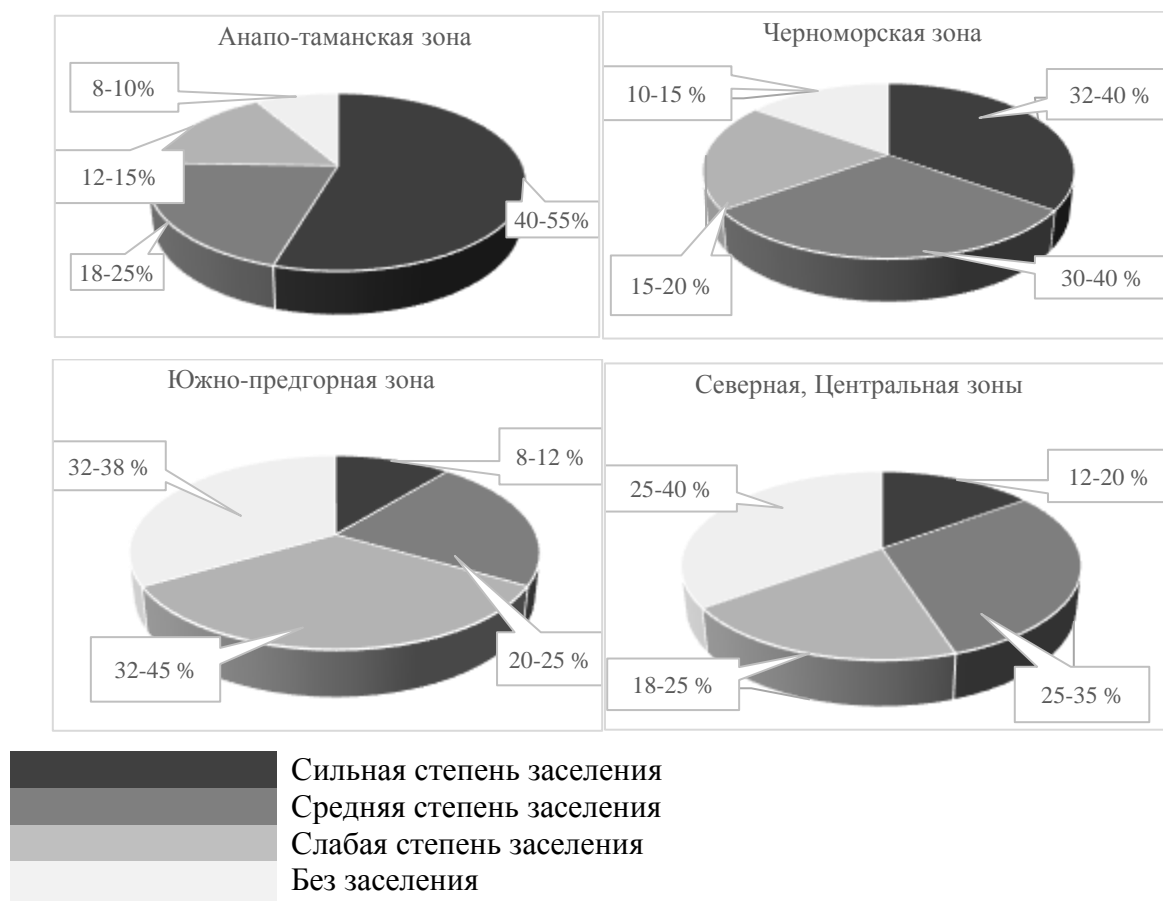 Анапо-таманская зона
8-10%
12-15%
18-25%
40-55%
Черноморская зона
10-15 %
32-40 %
15-20 %
30-40 %
Южно-предгорная зона
32-38 %
8-12 %
32-45 %
20-25 %
Северная, Центральная зоны
25-40 %
12-20 %
18-25 %
25-35 %
Сильная степень заселения
Средняя степень заселения
Слабая степень заселения
Без заселения